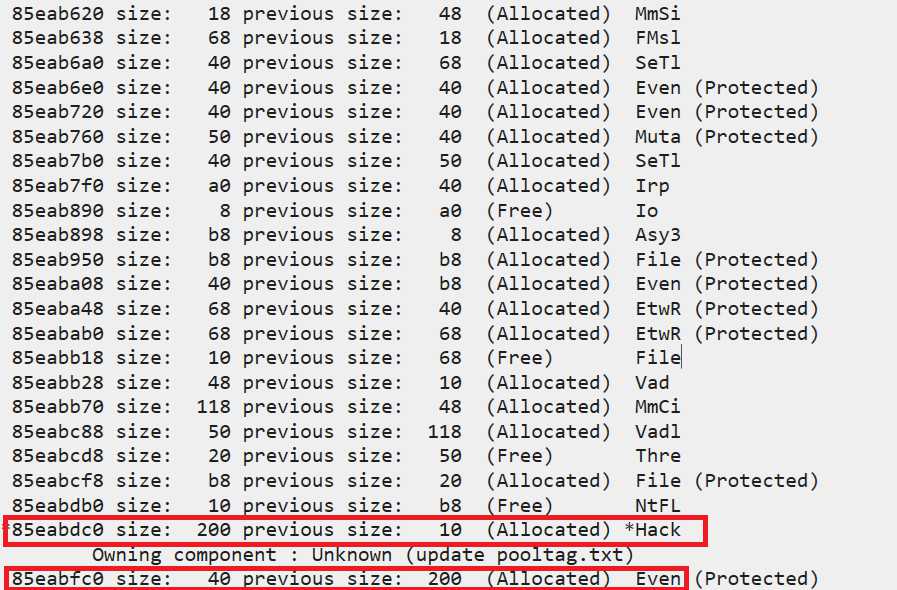 85eab620 size: 18 previous size: 48 (Allocated) MmSi
85eab638 size: 68 previous size: 18 (Allocated) FMsl
85eab6a0 size: 40 previous size: 68 (Allocated) SeTl
85eab6e0 size: 40 previous size: 40 (Allocated) Even (Protected)
85eab720 size: 40 previous size: 40 (Allocated) Even (Protected)
85eab760 size: 50 previous size: 40 (Allocated) Muta (Protected)
85eab7b0 size: 40 previous size: 50 (Allocated) SeTl
85eab7f0 size: a0 previous size: 40 (Allocated) Irp
85eab890 size: 8 previous size: a0 (Free) Io
85eab898 size: b8 previous size: 8 (Allocated) Asy3
85eab950 size: b8 previous size: b8 (Allocated) File (Protected)
85eaba08 size: 40 previous size: b8 (Allocated) Even (Protected)
85eaba48 size: 68 previous size: 40 (Allocated) EtwR (Protected)
85eabab0 size: 68 previous size: 68 (Allocated) EtwR (Protected)
85eabb18 size: 10 previous size: 68 (Free) File
85eabb28 size: 48 previous size: 10 (Allocated) Vad
85eabb70 size: 118 previous size: 48 (Allocated) MmCi
85eabc88 size: 50 previous size: 118 (Allocated) Vadl
85eabcd8 size: 20 previous size: 50 (Free) Thre
85eabcf8 size: b8 previous size: 20 (Allocated) File (Protected)
85eabdb0 size: 10 previous size: b8 (Free) NtFL
*85eabdc0 size: 200 previous size: 10 (Allocated) *Hack
Owning component : Unknown (update pooltag.txt)
85eabfc0 size: 40 previous size: 200 (Allocated) Even (Protected)